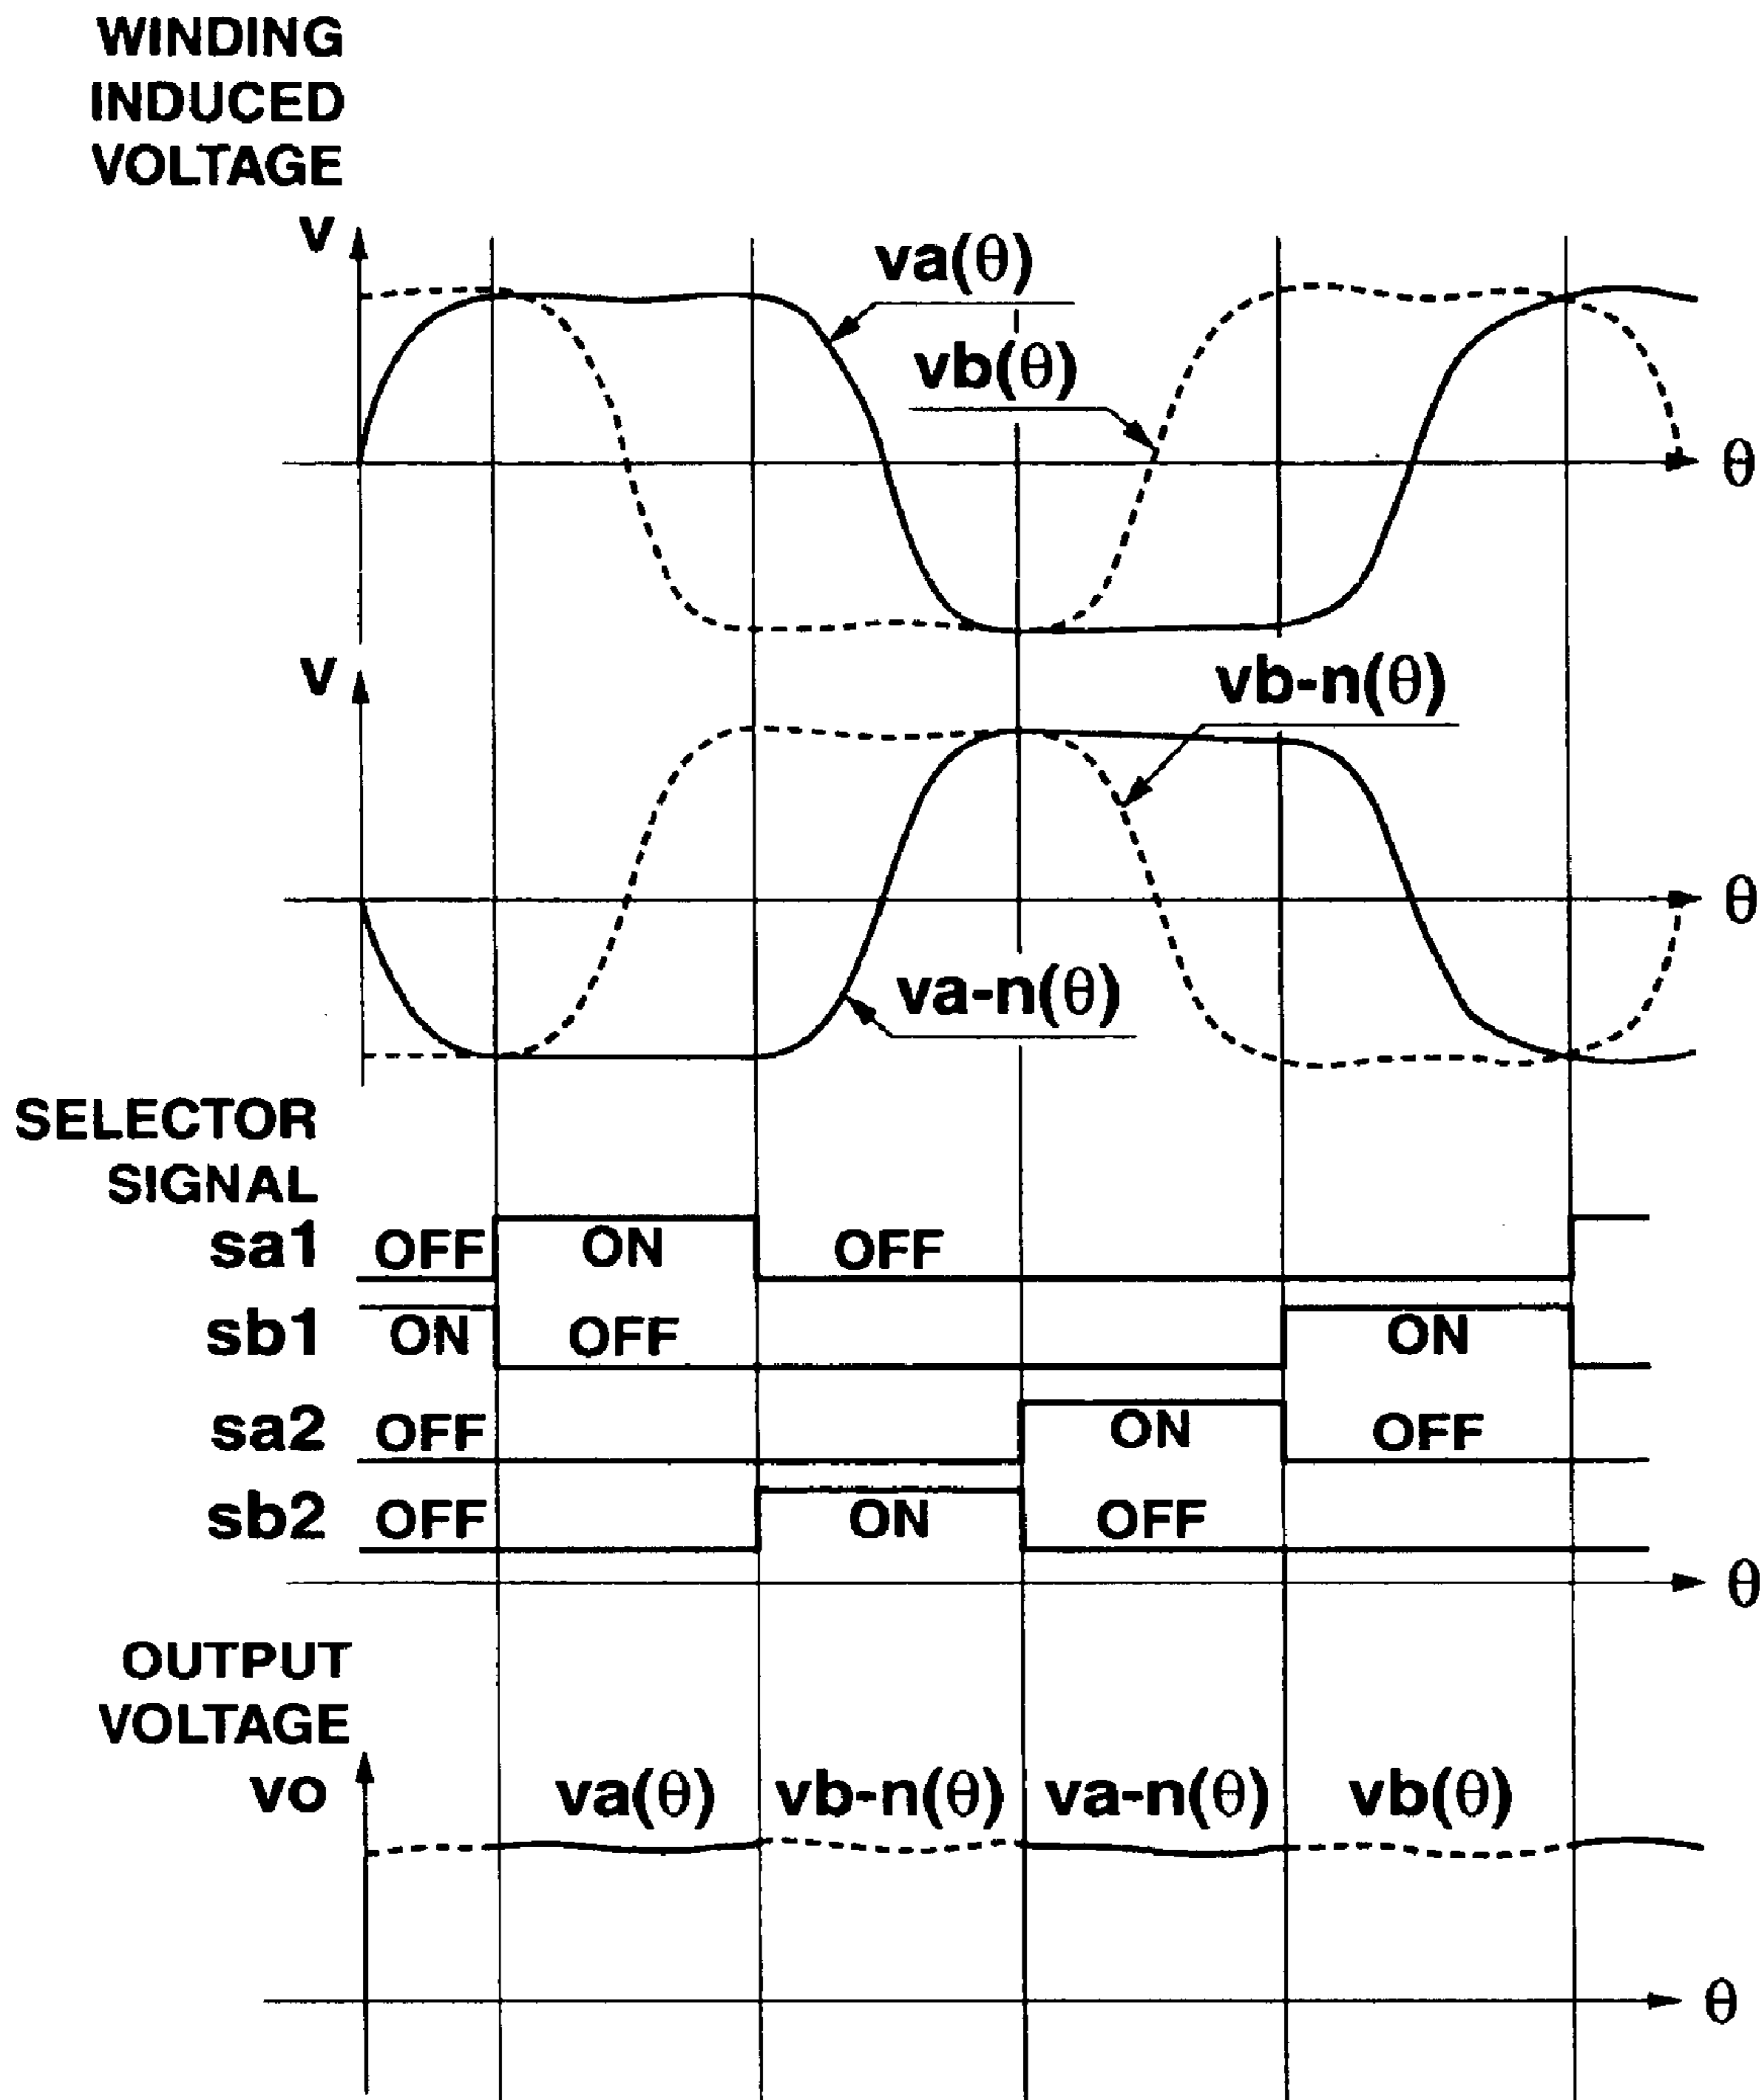 WINDING
INDUCED
VOLTAGE
v
va(θ)
vb(θ)
θ
v
vb-n(θ)
θ
va-n(θ)
SELECTOR
SIGNAL
sa1 OFF ON OFF
sb1 ON OFF ON
sa2 OFF ON OFF
sb2 OFF ON OFF
θ
OUTPUT
VOLTAGE
vo va(θ) vb-n(θ) va-n(θ) vb(θ)
θ